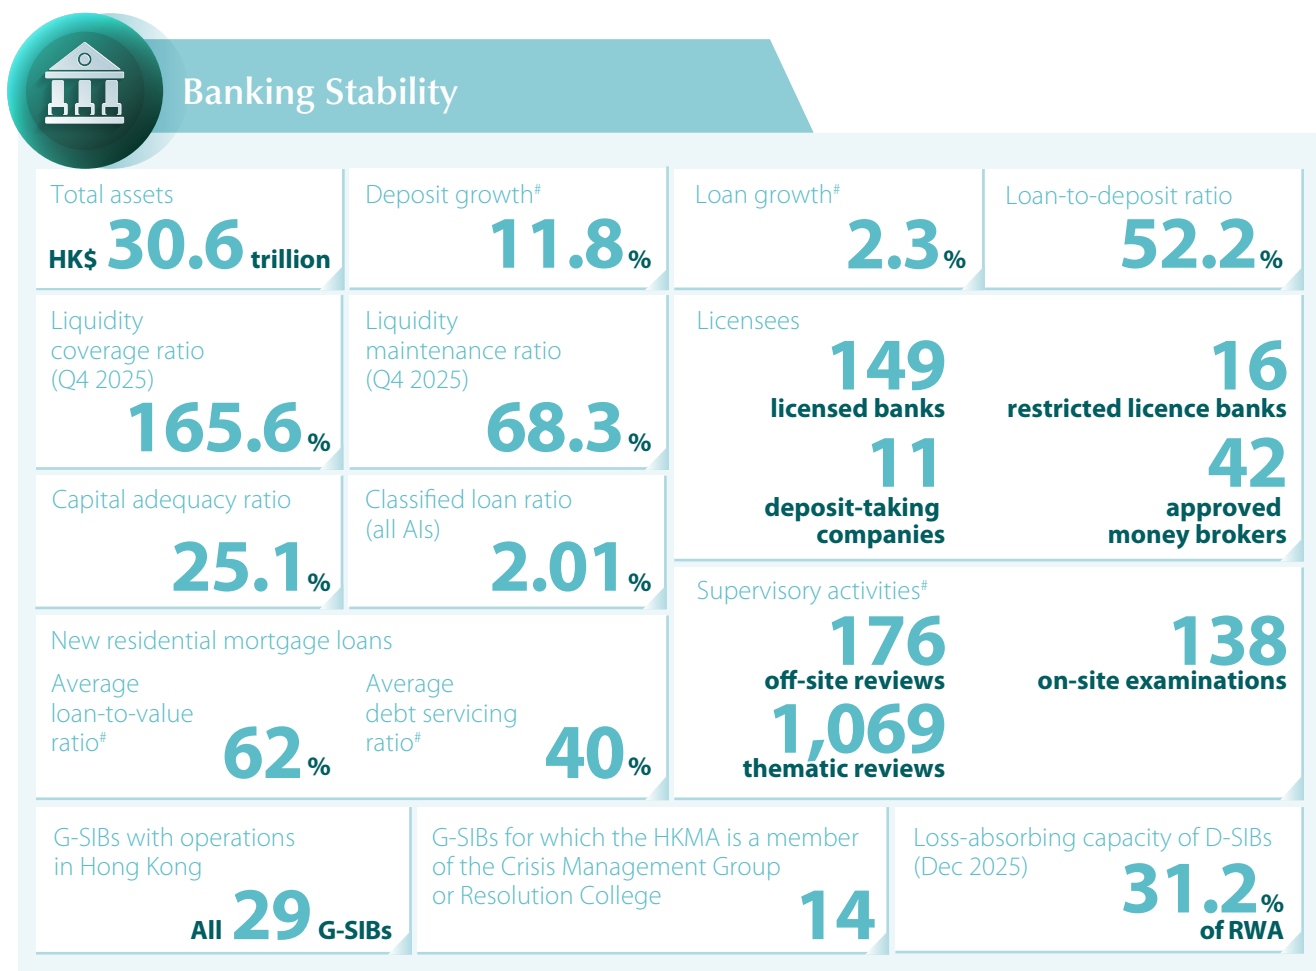 Banking Stability
Total assets
HK$ 30.6 trillion
Deposit growth#
11.8 %
Loan growth#
2.3 %
Loan-to-deposit ratio
52.2 %
Liquidity
coverage ratio
(Q4 2025)
165.6 %
Liquidity
maintenance ratio
(Q4 2025)
68.3 %
Licensees
149
licensed banks
16
restricted licence banks
11
deposit-taking
companies
42
approved
money brokers
Capital adequacy ratio
25.1 %
Classified loan ratio
(all AIs)
2.01 %
Supervisory activities#
176
off-site reviews
138
on-site examinations
1,069
thematic reviews
New residential mortgage loans
Average
loan-to-value
ratio#
62 %
Average
debt servicing
ratio#
40 %
G-SIBs with operations
in Hong Kong
All 29 G-SIBs
G-SIBs for which the HKMA is a member
of the Crisis Management Group
or Resolution College
14
Loss-absorbing capacity of D-SIBs
(Dec 2025)
31.2 %
of RWA